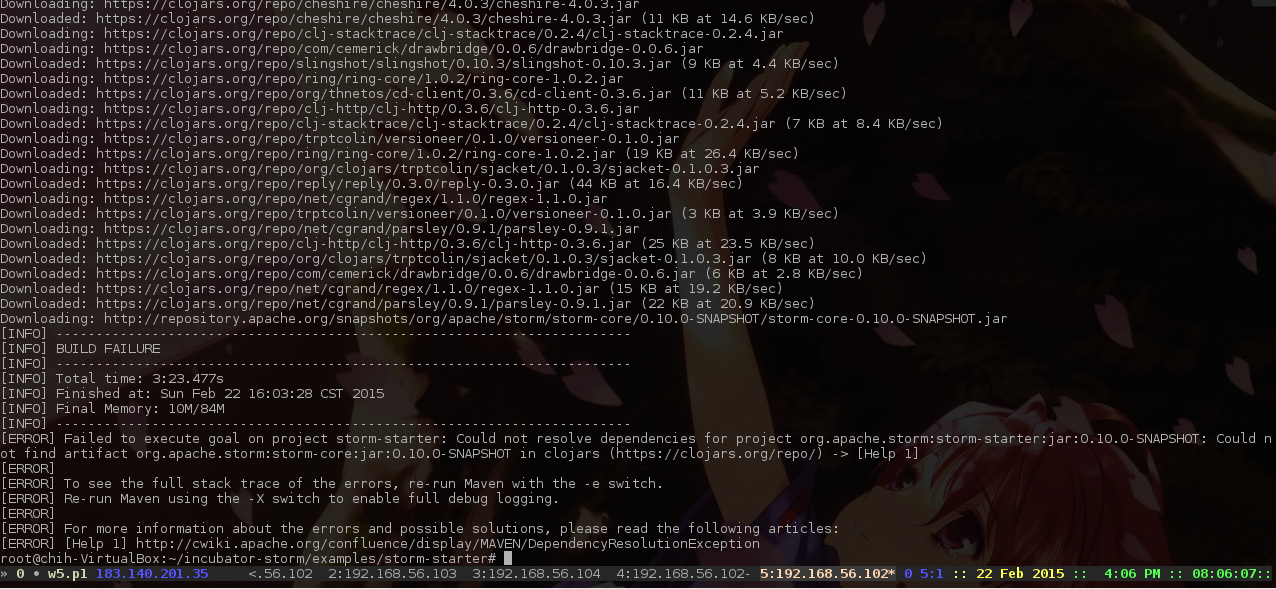 Downloading: https://clojars.org/repo/cheshire/cheshire/4.0.3/cheshire-4.0.3.jar
Downloaded: https://clojars.org/repo/cheshire/cheshire/4.0.3/cheshire-4.0.3.jar (11 KB at 14.6 KB/sec)
Downloading: https://clojars.org/repo/clj-stacktrace/clj-stacktrace/0.2.4/clj-stacktrace-0.2.4.jar
Downloading: https://clojars.org/repo/com/cemerick/drawbridge/0.0.6/drawbridge-0.0.6.jar
Downloaded: https://clojars.org/repo/slingshot/slingshot/0.10.3/slingshot-0.10.3.jar (9 KB at 4.4 KB/sec)
Downloading: https://clojars.org/repo/ring/ring-core/1.0.2/ring-core-1.0.2.jar
Downloaded: https://clojars.org/repo/org/thnetos/cd-client/0.3.6/cd-client-0.3.6.jar (11 KB at 5.2 KB/sec)
Downloading: https://clojars.org/repo/clj-http/clj-http/0.3.6/clj-http-0.3.6.jar
Downloaded: https://clojars.org/repo/clj-stacktrace/clj-stacktrace/0.2.4/clj-stacktrace-0.2.4.jar (7 KB at 8.4 KB/sec)
Downloading: https://clojars.org/repo/trptcolin/versioneer/0.1.0/versioneer-0.1.0.jar
Downloaded: https://clojars.org/repo/ring/ring-core/1.0.2/ring-core-1.0.2.jar (19 KB at 26.4 KB/sec)
Downloading: https://clojars.org/repo/org/clojars/trptcolin/sjacket/0.1.0.3/sjacket-0.1.0.3.jar
Downloaded: https://clojars.org/repo/reply/reply/0.3.0/reply-0.3.0.jar (44 KB at 16.4 KB/sec)
Downloading: https://clojars.org/repo/net/cgrand/regex/1.1.0/regex-1.1.0.jar
Downloaded: https://clojars.org/repo/trptcolin/versioneer/0.1.0/versioneer-0.1.0.jar (3 KB at 3.9 KB/sec)
Downloading: https://clojars.org/repo/net/cgrand/parsley/0.9.1/parsley-0.9.1.jar
Downloaded: https://clojars.org/repo/clj-http/clj-http/0.3.6/clj-http-0.3.6.jar (25 KB at 23.5 KB/sec)
Downloaded: https://clojars.org/repo/org/clojars/trptcolin/sjacket/0.1.0.3/sjacket-0.1.0.3.jar (8 KB at 10.0 KB/sec)
Downloaded: https://clojars.org/repo/com/cemerick/drawbridge/0.0.6/drawbridge-0.0.6.jar (6 KB at 2.8 KB/sec)
Downloaded: https://clojars.org/repo/net/cgrand/regex/1.1.0/regex-1.1.0.jar (15 KB at 19.2 KB/sec)
Downloaded: https://clojars.org/repo/net/cgrand/parsley/0.9.1/parsley-0.9.1.jar (22 KB at 20.9 KB/sec)
Downloading: http://repository.apache.org/snapshots/org/apache/storm/storm-core/0.10.0-SNAPSHOT/storm-core-0.10.0-SNAPSHOT.jar
[INFO] ------------------------------------------------------------------------
[INFO] BUILD FAILURE
[INFO] ------------------------------------------------------------------------
[INFO] Total time: 3:23.477s
[INFO] Finished at: Sun Feb 22 16:03:28 CST 2015
[INFO] Final Memory: 10M/84M
[INFO] ------------------------------------------------------------------------
[ERROR] Failed to execute goal on project storm-starter: Could not resolve dependencies for project org.apache.storm:storm-starter:jar:0.10.0-SNAPSHOT: Could n
ot find artifact org.apache.storm:storm-core:jar:0.10.0-SNAPSHOT in clojars (https://clojars.org/repo/) -> [Help 1]
[ERROR]
[ERROR] To see the full stack trace of the errors, re-run Maven with the -e switch.
[ERROR] Re-run Maven using the -X switch to enable full debug logging.
[ERROR]
[ERROR] For more information about the errors and possible solutions, please read the following articles:
[ERROR] [Help 1] http://cwiki.apache.org/confluence/display/MAVEN/DependencyResolutionException
root@chih-VirtualBox:~/incubator-storm/examples/storm-starter#
» 0 • w5.p1 183.140.201.35 <.56.102 2:192.168.56.103 3:192.168.56.104 4:192.168.56.102- 5:192.168.56.102* 0 5:1 :: 22 Feb 2015 :: 4:06 PM :: 08:06:07::